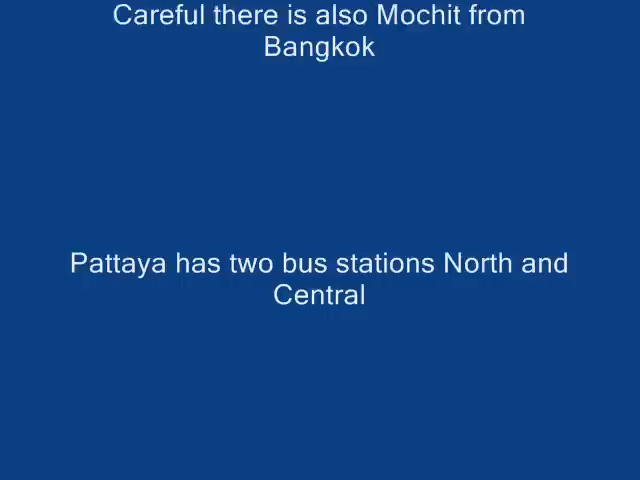 Careful there is also Mochit from
Bangkok
Pattaya has two bus stations North and
Central